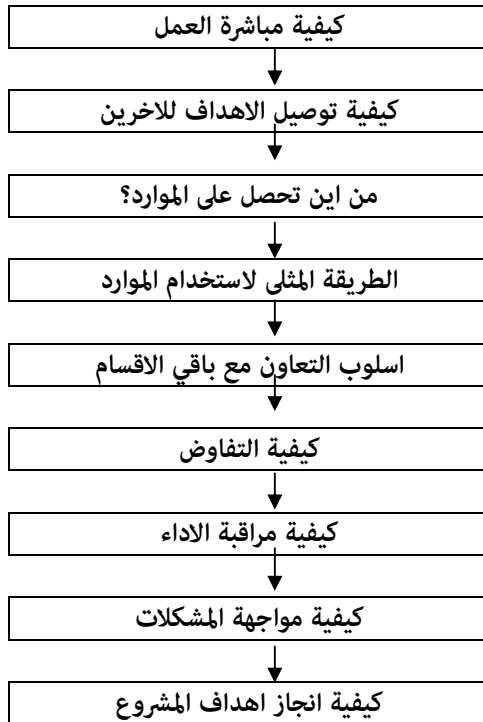 كيفية مباشرة العمل
كيفية توصيل الاهداف للاخرين
من اين تحصل على الموارد؟
الطريقة المثلى لاستخدام الموارد
اسلوب التعاون مع باقي الاقسام
كيفية التفاوض
كيفية مراقبة الاداء
كيفية مواجهة المشكلات
كيفية انجاز اهداف المشروع